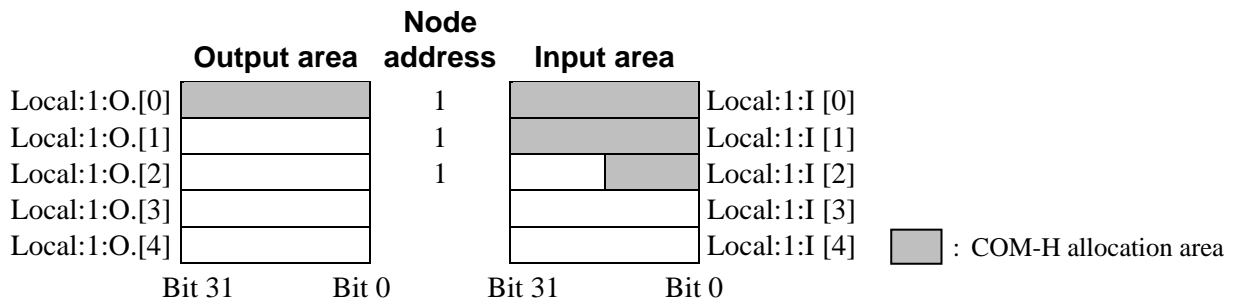 Node
Output area address Input area
Local:1:O.[0] 1 Local:1:I [0]
Local:1:O.[1] 1 Local:1:I [1]
Local:1:O.[2] 1 Local:1:I [2]
Local:1:O.[3] Local:1:I [3]
Local:1:O.[4] Local:1:I [4] : COM-H allocation area
Bit 31 Bit 0 Bit 31 Bit 0